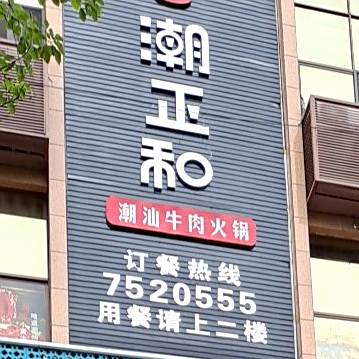 潮
正
和
潮汕牛肉火锅
订餐热线
7520555
用餐请上二楼